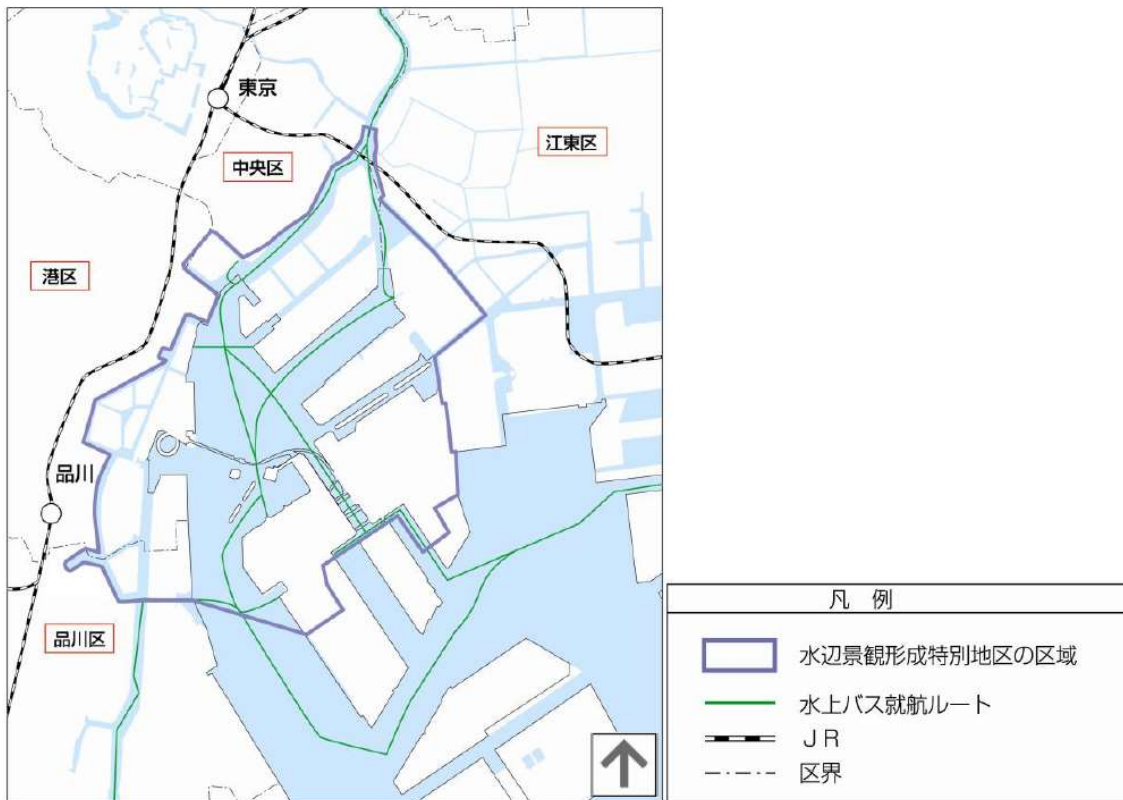 東京
江東区
中央区
港区
品川
品川区
凡 例
水辺景観形成特別地区の区域
水上バス就航ルート
ＪＲ
区界